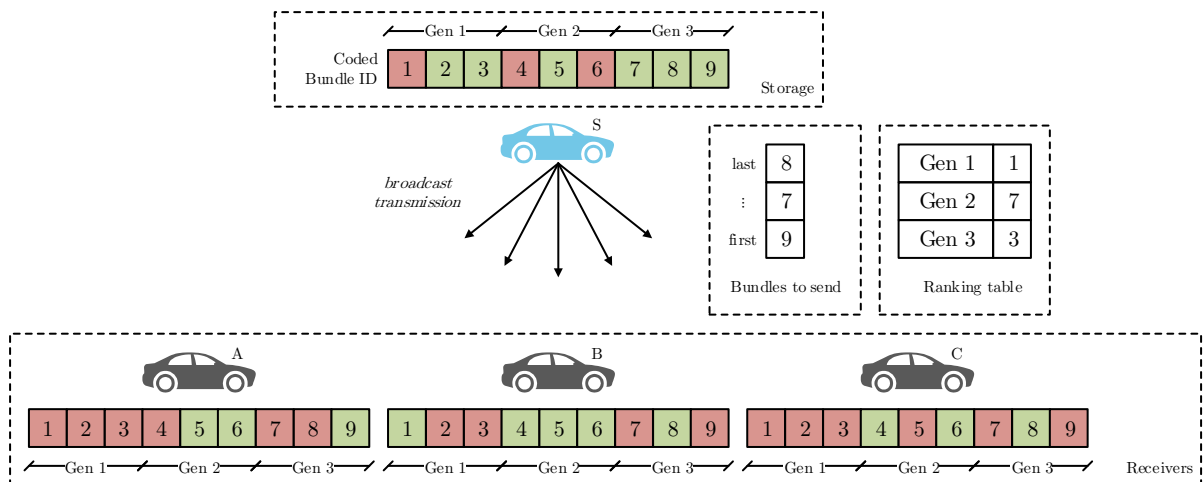 Gen 1 Gen 2 Gen 3
Coded
Bundle ID
1 2 3 4 5 6 7 8 9
Storage
S
broadcast
transmission
last 8
⋮ 7
first 9
Bundles to send
Gen 1 1
Gen 2 7
Gen 3 3
Ranking table
A B C
1 2 3 4 5 6 7 8 9 1 2 3 4 5 6 7 8 9 1 2 3 4 5 6 7 8 9
Gen 1 Gen 2 Gen 3 Gen 1 Gen 2 Gen 3 Gen 1 Gen 2 Gen 3
Receivers